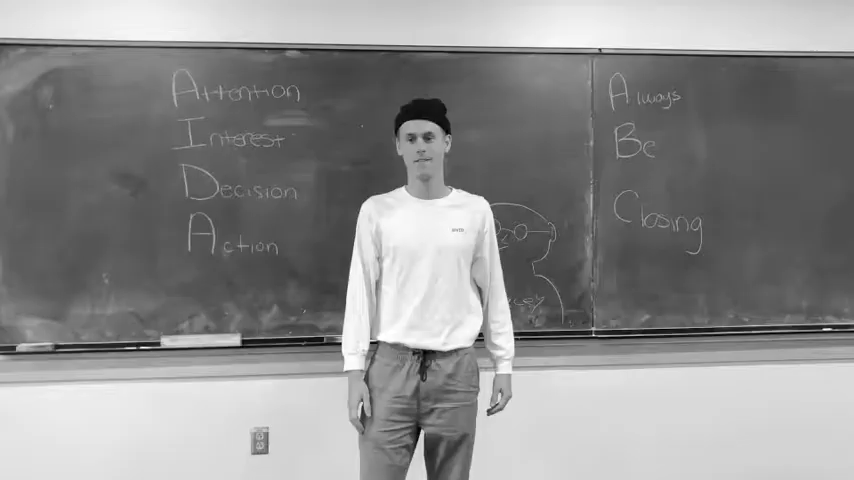 Attention
Interest
Decision
Action
Always
Be
Closing